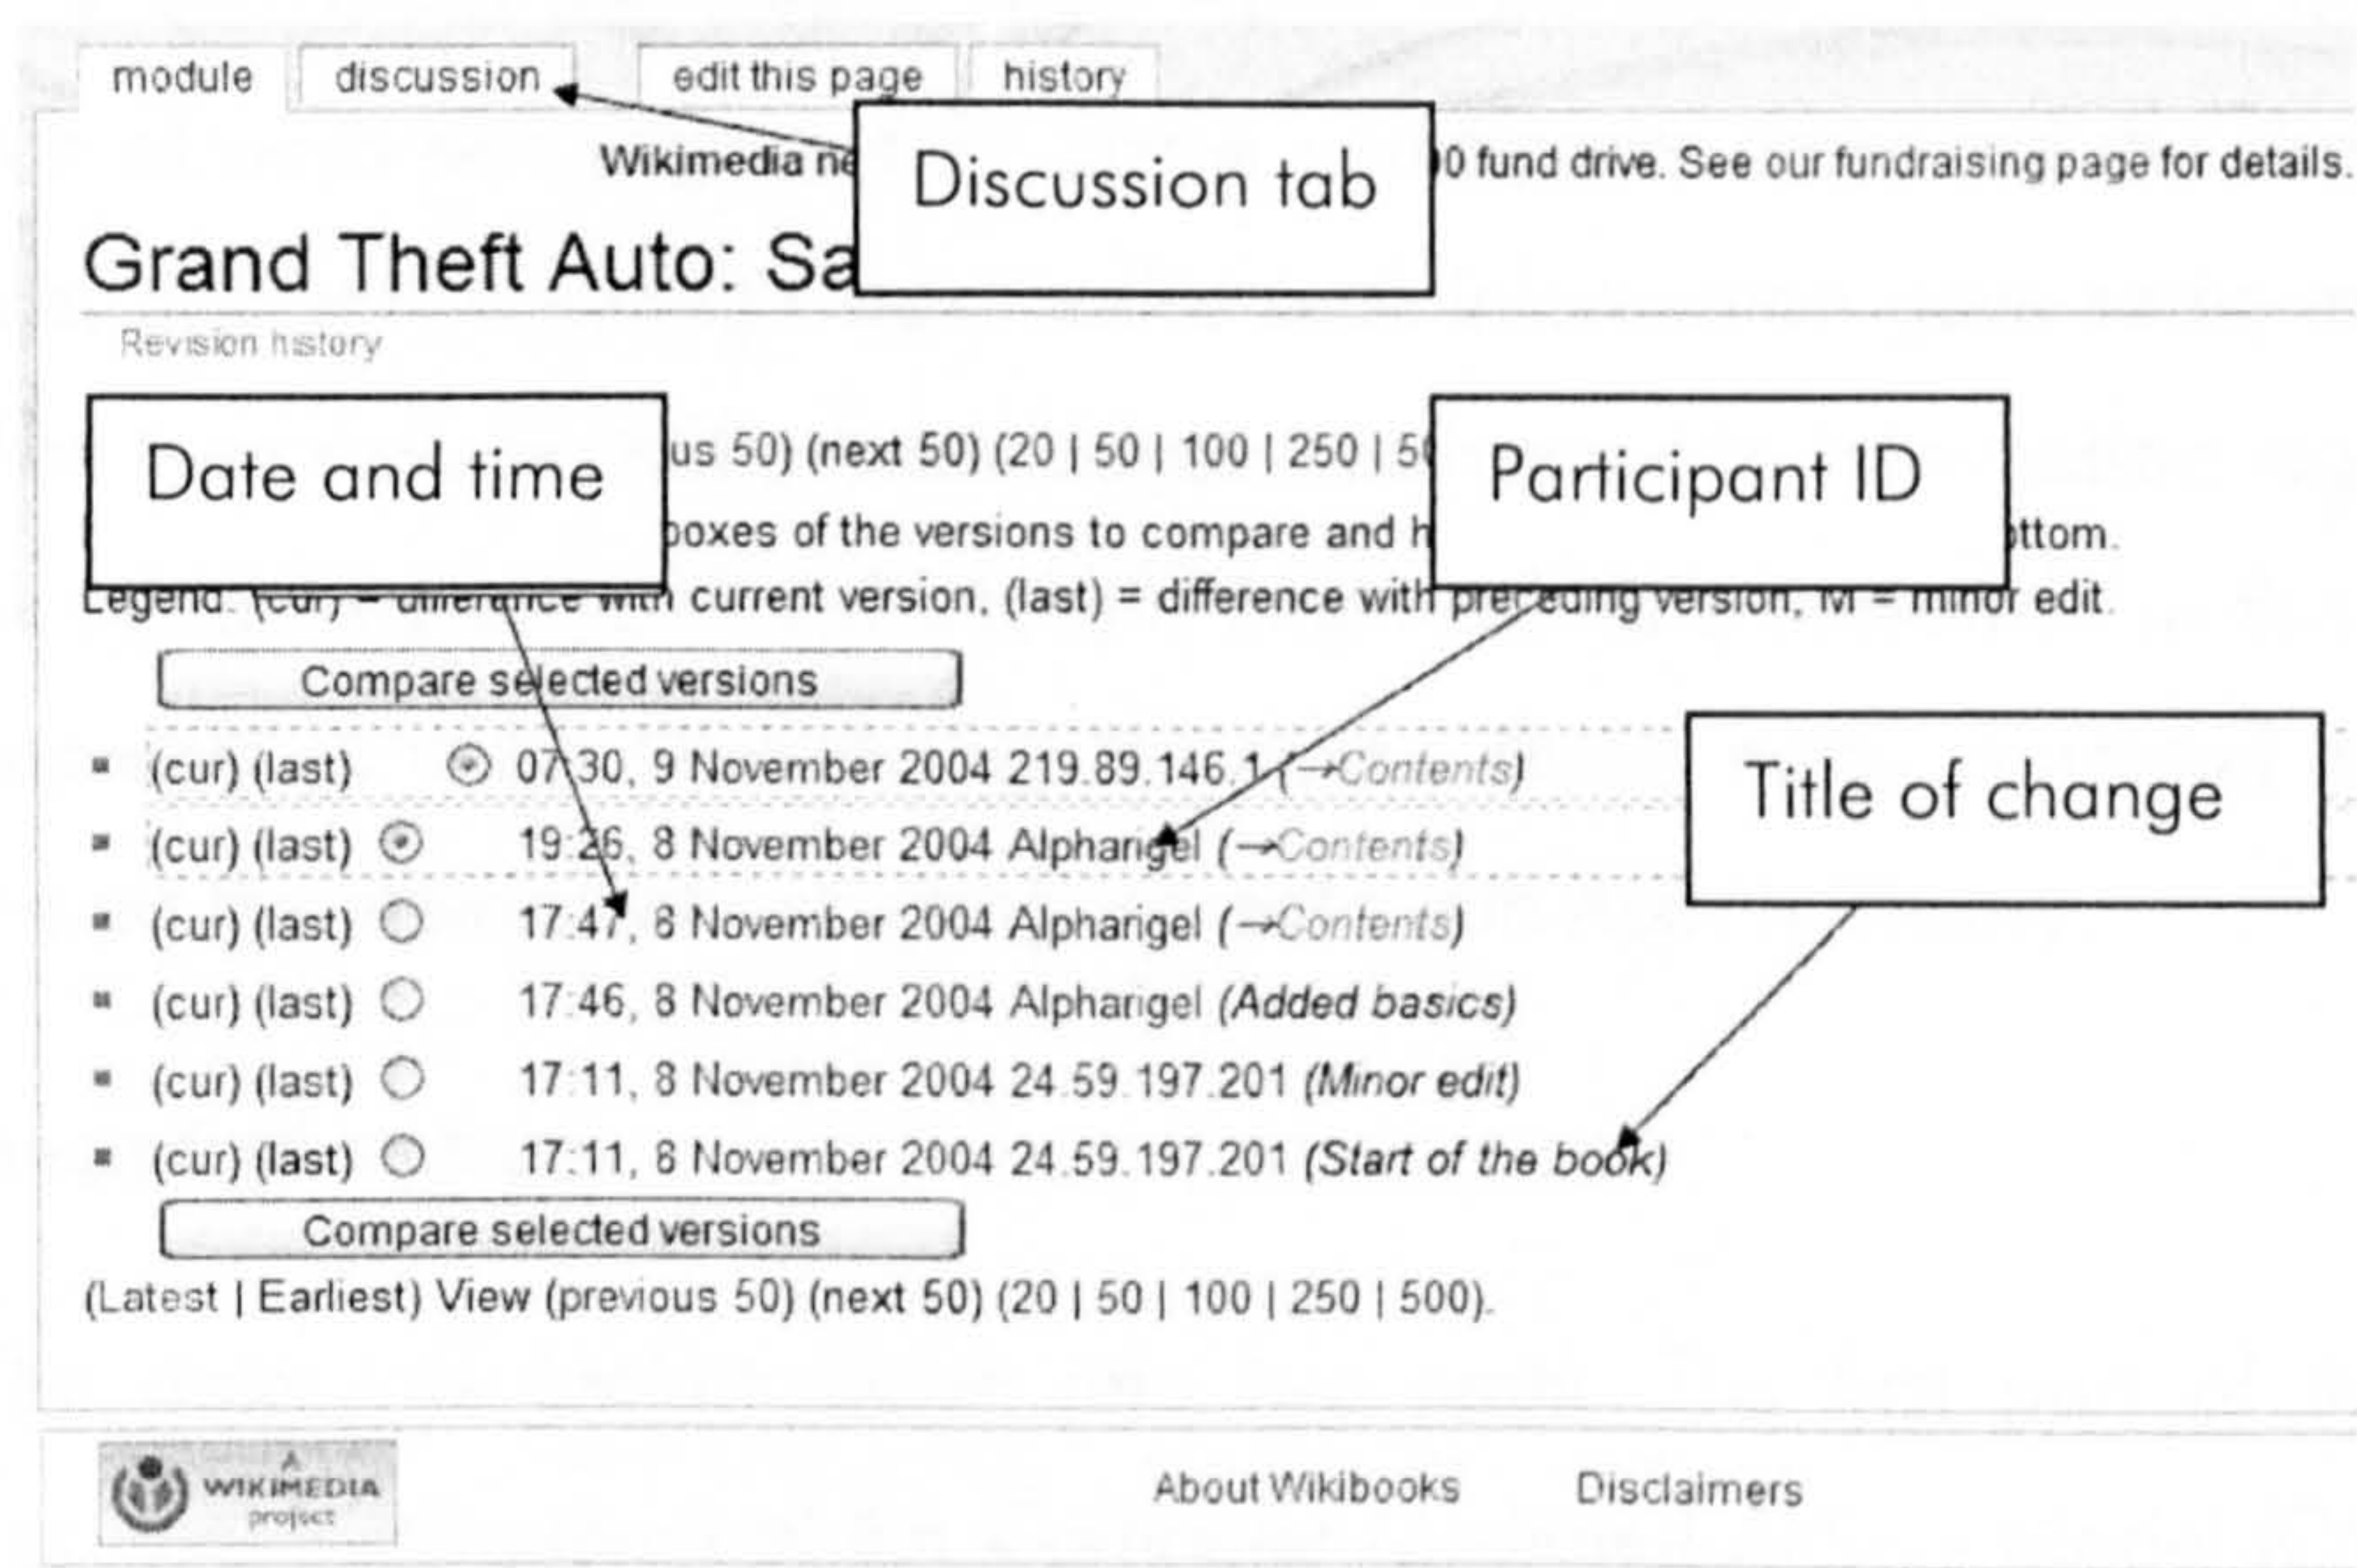 module discussion edit this page history
Wikimedia 0 fund drive. See our fundraising page for details.
Discussion tab
Grand Theft Auto: Sa
Revision history
Date and time
Participant ID
us 50) (next 50) (20 | 50 | 100 | 250 | 5
boxes of the versions to compare and h ttom.
Legend: (cur) = difference with current version, (last) = difference with preceding version, M = minor edit.
Compare selected versions
Title of change
(cur) (last) 07:30, 9 November 2004 219.89.146.1 (→Contents)
(cur) (last) 19:26, 8 November 2004 Alpharigel (→Contents)
(cur) (last) 17:47, 8 November 2004 Alpharigel (→Contents)
(cur) (last) 17:46, 8 November 2004 Alpharigel (Added basics)
(cur) (last) 17:11, 8 November 2004 24.59.197.201 (Minor edit)
(cur) (last) 17:11, 8 November 2004 24.59.197.201 (Start of the book)
Compare selected versions
(Latest | Earliest) View (previous 50) (next 50) (20 | 50 | 100 | 250 | 500).
A
WIKIMEDIA
project
About Wikibooks Disclaimers